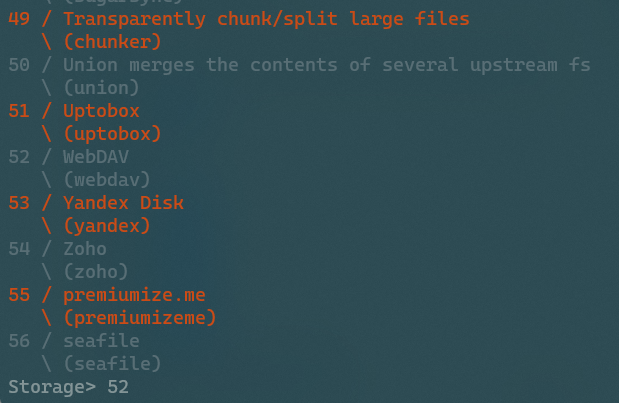 49 / Transparently chunk/split large files
   \ (chunker)
50 / Union merges the contents of several upstream fs
   \ (union)
51 / Uptobox
   \ (uptobox)
52 / WebDAV
   \ (webdav)
53 / Yandex Disk
   \ (yandex)
54 / Zoho
   \ (zoho)
55 / premiumize.me
   \ (premiumizeme)
56 / seafile
   \ (seafile)
Storage> 52